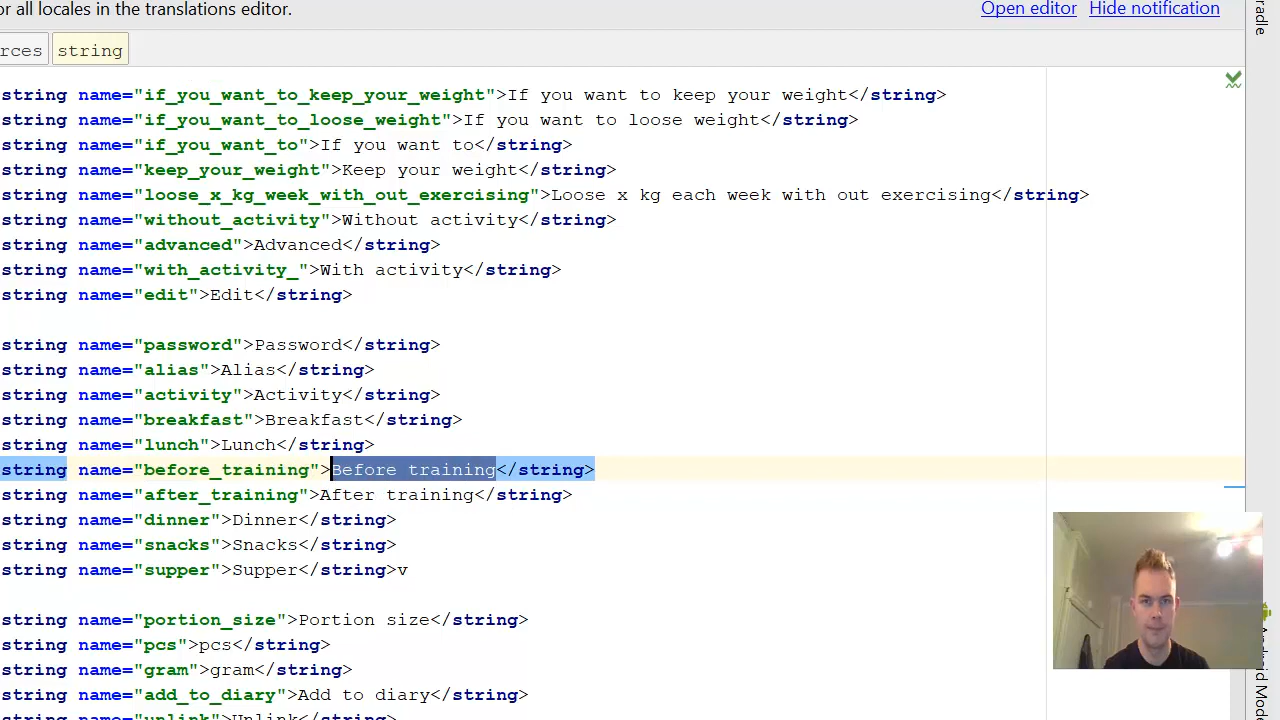 or all locales in the translations editor.
Open editor
Hide notification
rces
string
string name="if_you_want_to_keep_your_weight">If you want to keep your weight</string>
string name="if_you_want_to_loose_weight">If you want to loose weight</string>
string name="if_you_want_to">If you want to</string>
string name="keep_your_weight">Keep your weight</string>
string name="loose_x_kg_week_with_out_exercising">Loose x kg each week with out exercising</string>
string name="without_activity">Without activity</string>
string name="advanced">Advanced</string>
string name="with_activity_">With activity</string>
string name="edit">Edit</string>
string name="password">Password</string>
string name="alias">Alias</string>
string name="activity">Activity</string>
string name="breakfast">Breakfast</string>
string name="lunch">Lunch</string>
string name="before_training">Before training</string>
string name="after_training">After training</string>
string name="dinner">Dinner</string>
string name="snacks">Snacks</string>
string name="supper">Supper</string>v
string name="portion_size">Portion size</string>
string name="pcs">pcs</string>
string name="gram">gram</string>
string name="add_to_diary">Add to diary</string>
string name="unlink">Unlink</string>
radle